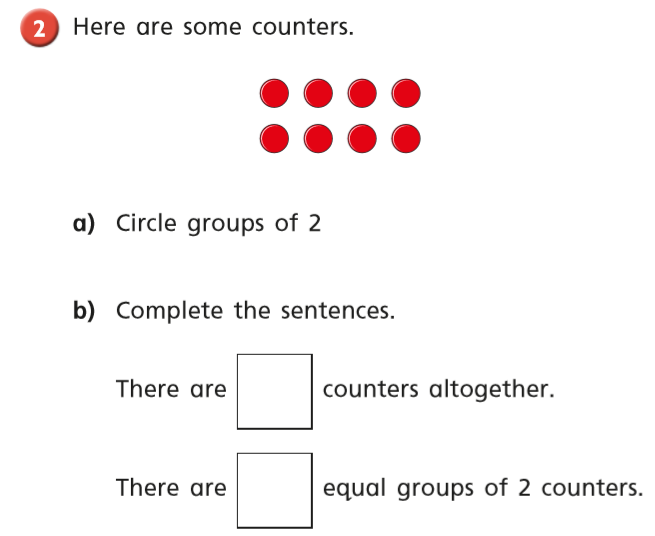 2 Here are some counters.
a) Circle groups of 2
b) Complete the sentences.
There are counters altogether.
There are equal groups of 2 counters.